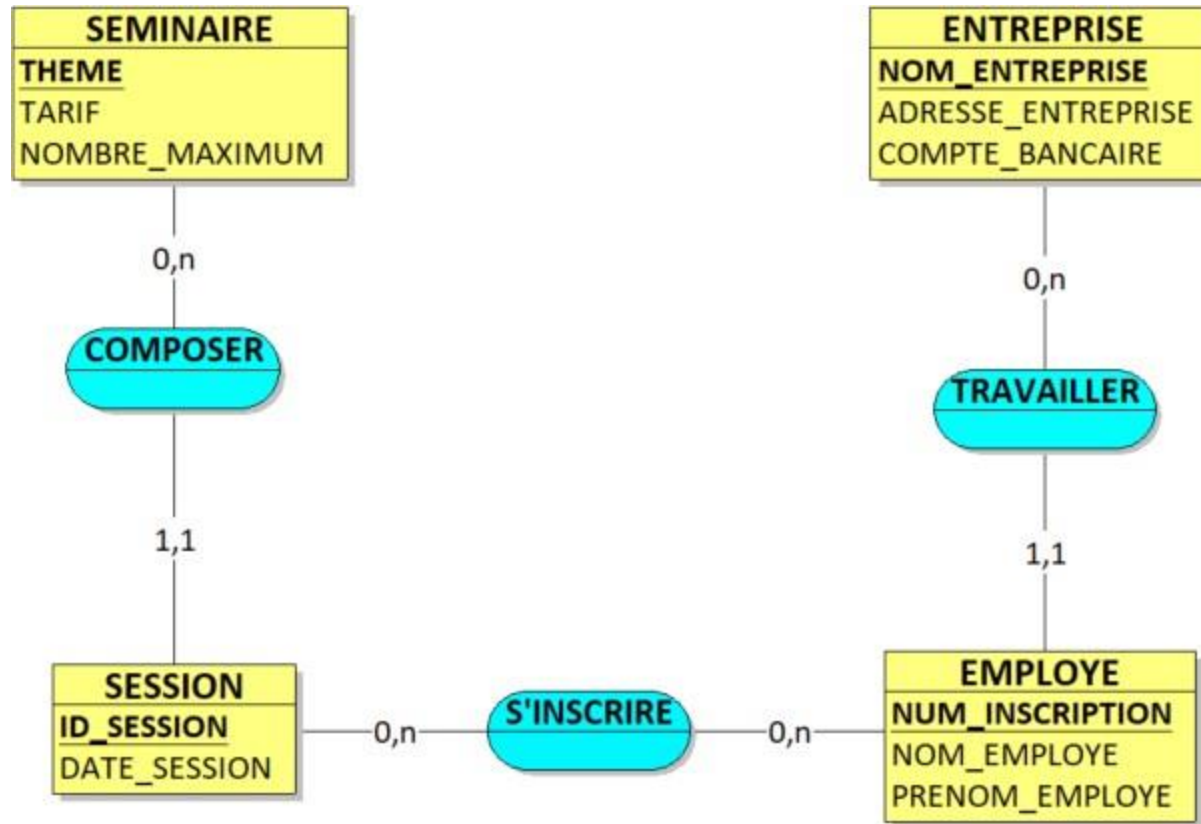 SEMINAIRE
THEME
TARIF
NOMBRE_MAXIMUM
ENTREPRISE
NOM_ENTREPRISE
ADRESSE_ENTREPRISE
COMPTE_BANCAIRE
0,n
0,n
COMPOSER
TRAVAILLER
1,1
1,1
SESSION
ID_SESSION
DATE_SESSION
0,n
S'INSCRIRE
0,n
EMPLOYE
NUM_INSCRIPTION
NOM_EMPLOYE
PRENOM_EMPLOYE